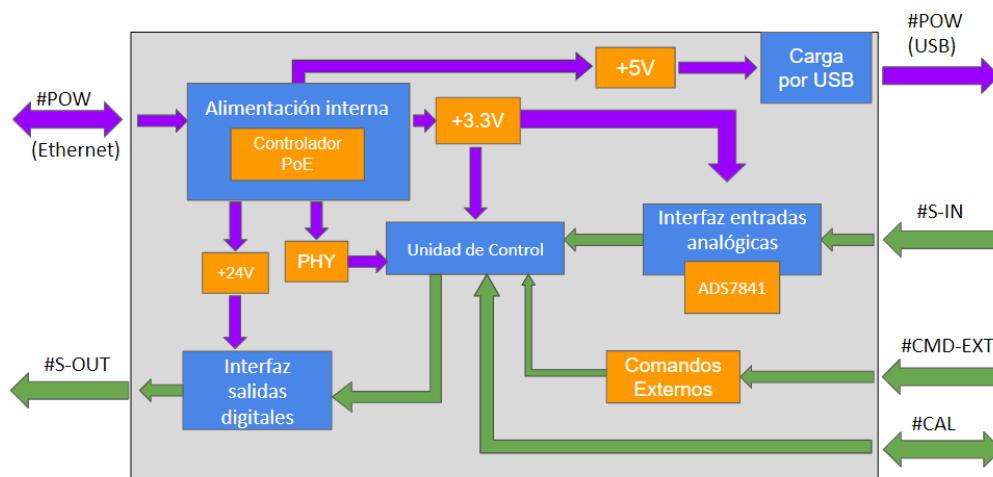 #POW
(USB)
Carga
por USB
+5V
#POW
(Ethernet)
Alimentación interna
Controlador
PoE
+3.3V
#S-IN
Interfaz entradas
analógicas
ADS7841
Unidad de Control
PHY
+24V
#S-OUT
Interfaz
salidas
digitales
Comandos
Externos
#CMD-EXT
#CAL